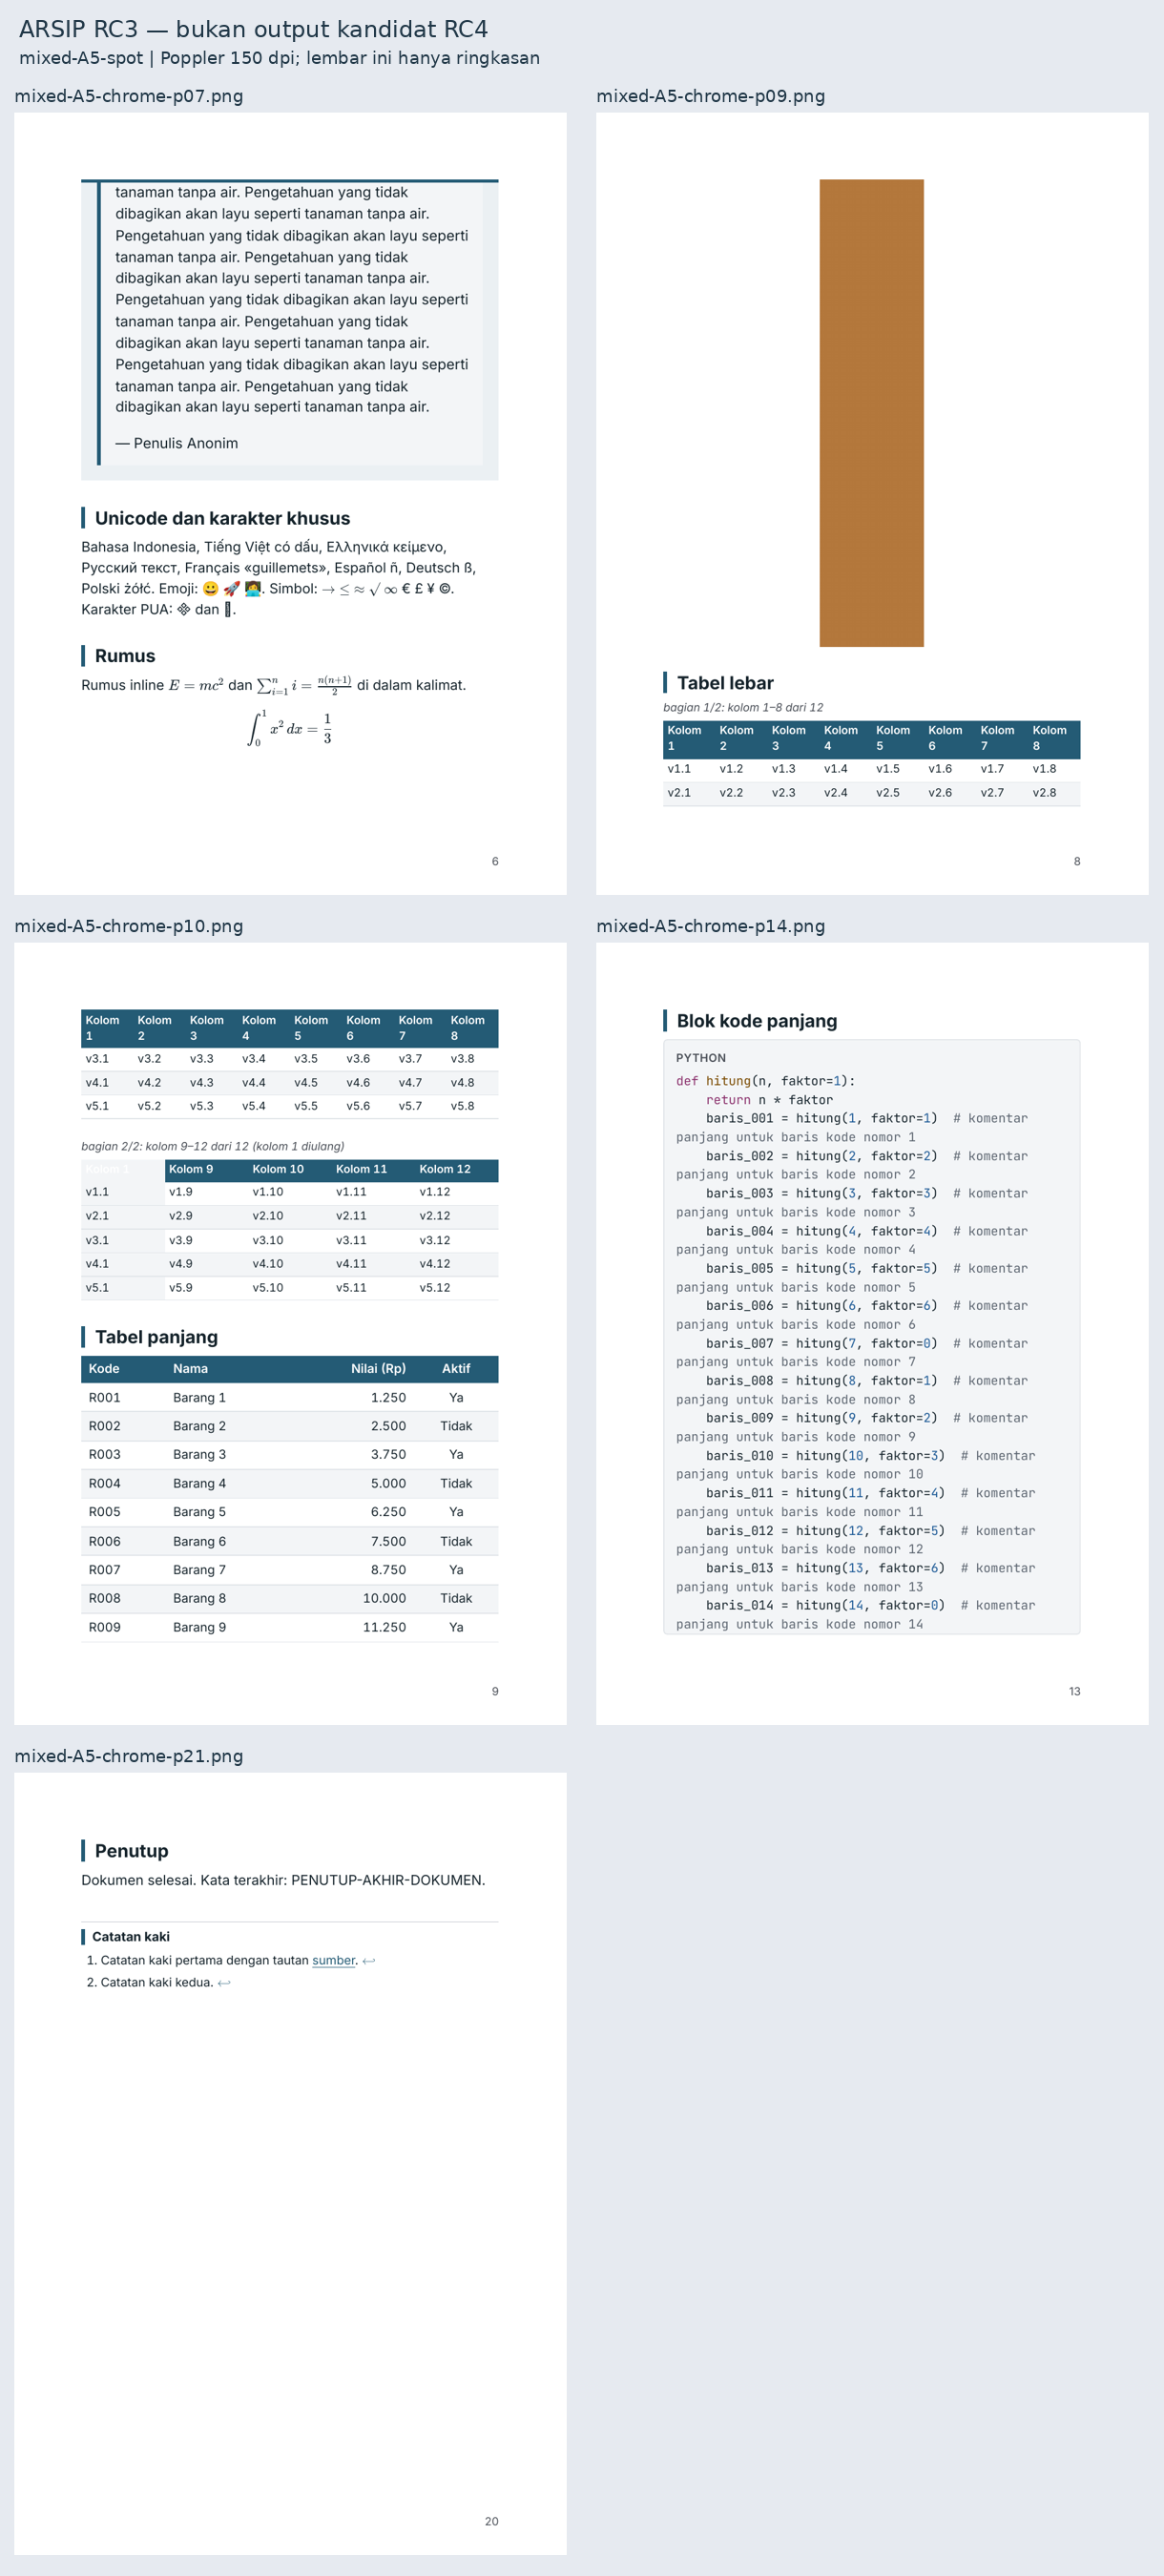 ARSIP RC3 — bukan output kandidat RC4
mixed-A5-spot | Poppler 150 dpi; lembar ini hanya ringkasan
mixed-A5-chrome-p07.png
tanaman tanpa air. Pengetahuan yang tidak
dibagikan akan layu seperti tanaman tanpa air.
Pengetahuan yang tidak dibagikan akan layu seperti
tanaman tanpa air. Pengetahuan yang tidak
dibagikan akan layu seperti tanaman tanpa air.
Pengetahuan yang tidak dibagikan akan layu seperti
tanaman tanpa air. Pengetahuan yang tidak
dibagikan akan layu seperti tanaman tanpa air.
Pengetahuan yang tidak dibagikan akan layu seperti
tanaman tanpa air. Pengetahuan yang tidak
dibagikan akan layu seperti tanaman tanpa air.
— Penulis Anonim
Unicode dan karakter khusus
Bahasa Indonesia, Tiếng Việt có dấu, Ελληνικά κείμενο,
Русский текст, Français «guillemets», Español ñ, Deutsch ß,
Polski żółć. Emoji: 😀 🚀 👩‍💻. Simbol: → ≤ ≈ √ ∞ € £ ¥ ©.
Karakter PUA: dan .
Rumus
Rumus inline E = mc² dan ∑ᵢ₌₁ⁿ i = n(n+1)/2 di dalam kalimat.
∫₀¹ x² dx = 1/3
6
mixed-A5-chrome-p09.png
Tabel lebar
bagian 1/2: kolom 1–8 dari 12
Kolom 1 Kolom 2 Kolom 3 Kolom 4 Kolom 5 Kolom 6 Kolom 7 Kolom 8
v1.1 v1.2 v1.3 v1.4 v1.5 v1.6 v1.7 v1.8
v2.1 v2.2 v2.3 v2.4 v2.5 v2.6 v2.7 v2.8
8
mixed-A5-chrome-p10.png
Kolom 1 Kolom 2 Kolom 3 Kolom 4 Kolom 5 Kolom 6 Kolom 7 Kolom 8
v3.1 v3.2 v3.3 v3.4 v3.5 v3.6 v3.7 v3.8
v4.1 v4.2 v4.3 v4.4 v4.5 v4.6 v4.7 v4.8
v5.1 v5.2 v5.3 v5.4 v5.5 v5.6 v5.7 v5.8
bagian 2/2: kolom 9–12 dari 12 (kolom 1 diulang)
Kolom 1 Kolom 9 Kolom 10 Kolom 11 Kolom 12
v1.1 v1.9 v1.10 v1.11 v1.12
v2.1 v2.9 v2.10 v2.11 v2.12
v3.1 v3.9 v3.10 v3.11 v3.12
v4.1 v4.9 v4.10 v4.11 v4.12
v5.1 v5.9 v5.10 v5.11 v5.12
Tabel panjang
Kode Nama Nilai (Rp) Aktif
R001 Barang 1 1.250 Ya
R002 Barang 2 2.500 Tidak
R003 Barang 3 3.750 Ya
R004 Barang 4 5.000 Tidak
R005 Barang 5 6.250 Ya
R006 Barang 6 7.500 Tidak
R007 Barang 7 8.750 Ya
R008 Barang 8 10.000 Tidak
R009 Barang 9 11.250 Ya
9
mixed-A5-chrome-p14.png
Blok kode panjang
PYTHON
def hitung(n, faktor=1):
    return n * faktor
    baris_001 = hitung(1, faktor=1)  # komentar
panjang untuk baris kode nomor 1
    baris_002 = hitung(2, faktor=2)  # komentar
panjang untuk baris kode nomor 2
    baris_003 = hitung(3, faktor=3)  # komentar
panjang untuk baris kode nomor 3
    baris_004 = hitung(4, faktor=4)  # komentar
panjang untuk baris kode nomor 4
    baris_005 = hitung(5, faktor=5)  # komentar
panjang untuk baris kode nomor 5
    baris_006 = hitung(6, faktor=6)  # komentar
panjang untuk baris kode nomor 6
    baris_007 = hitung(7, faktor=0)  # komentar
panjang untuk baris kode nomor 7
    baris_008 = hitung(8, faktor=1)  # komentar
panjang untuk baris kode nomor 8
    baris_009 = hitung(9, faktor=2)  # komentar
panjang untuk baris kode nomor 9
    baris_010 = hitung(10, faktor=3)  # komentar
panjang untuk baris kode nomor 10
    baris_011 = hitung(11, faktor=4)  # komentar
panjang untuk baris kode nomor 11
    baris_012 = hitung(12, faktor=5)  # komentar
panjang untuk baris kode nomor 12
    baris_013 = hitung(13, faktor=6)  # komentar
panjang untuk baris kode nomor 13
    baris_014 = hitung(14, faktor=0)  # komentar
panjang untuk baris kode nomor 14
13
mixed-A5-chrome-p21.png
Penutup
Dokumen selesai. Kata terakhir: PENUTUP-AKHIR-DOKUMEN.
Catatan kaki
1. Catatan kaki pertama dengan tautan sumber. ↩
2. Catatan kaki kedua. ↩
20